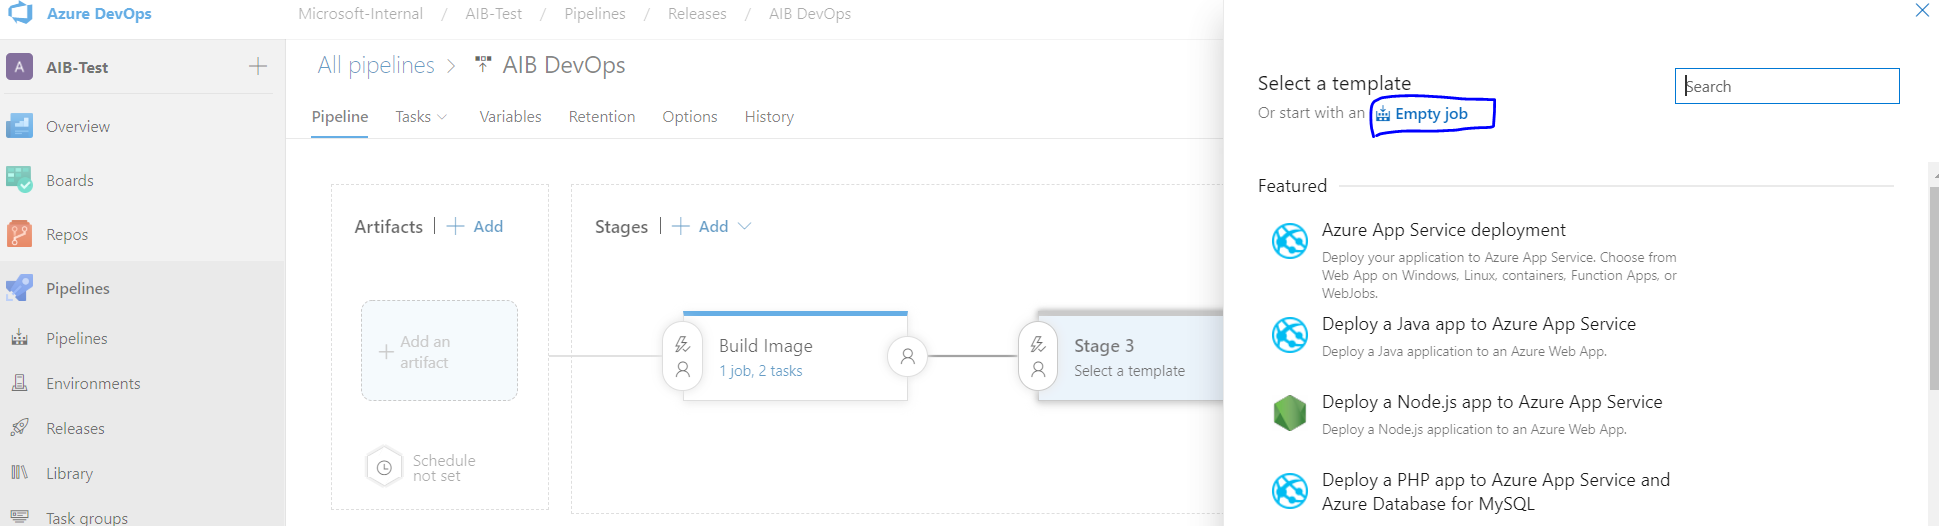 Azure DevOps
Microsoft-Internal / AIB-Test / Pipelines / Releases / AIB DevOps
A AIB-Test
Overview
Boards
Repos
Pipelines
Pipelines
Environments
Releases
Library
Task groups
All pipelines > AIB DevOps
Pipeline Tasks Variables Retention Options History
Artifacts | + Add
Add an
artifact
Schedule
not set
Stages | + Add
Build Image
1 job, 2 tasks
Stage 3
Select a template
Select a template
Or start with an Empty job
Search
Featured
Azure App Service deployment
Deploy your application to Azure App Service. Choose from
Web App on Windows, Linux, containers, Function Apps, or
WebJobs.
Deploy a Java app to Azure App Service
Deploy a Java application to an Azure Web App.
Deploy a Node.js app to Azure App Service
Deploy a Node.js application to an Azure Web App.
Deploy a PHP app to Azure App Service and
Azure Database for MySQL